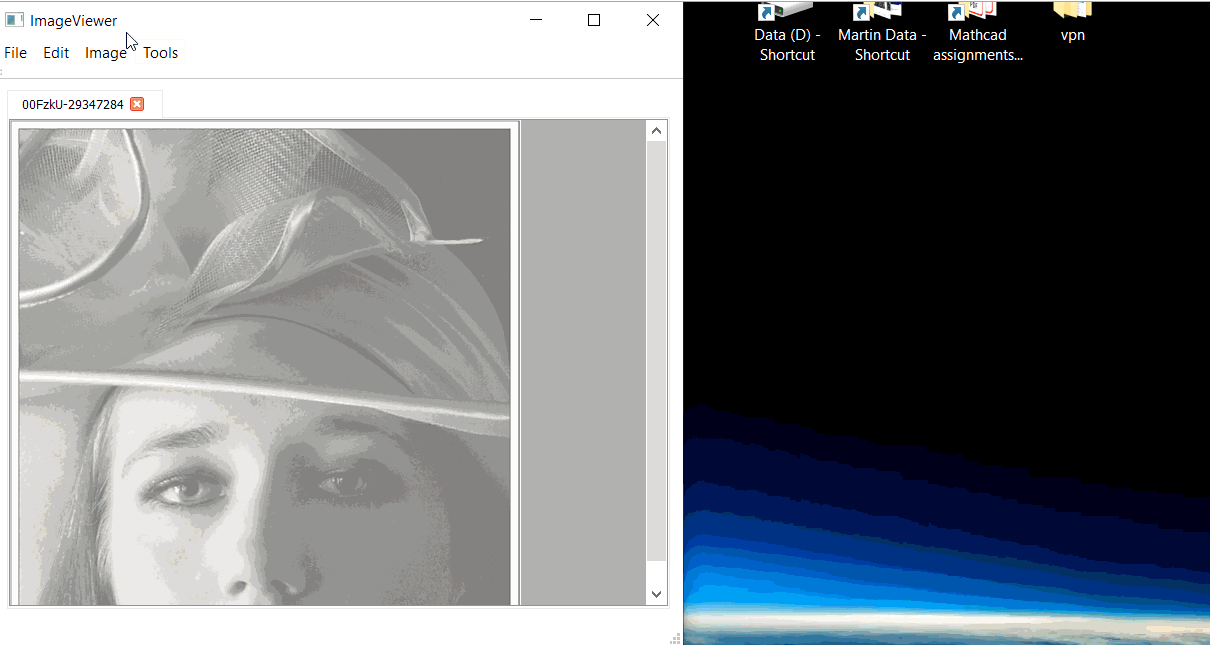 ImageViewer
File Edit Image Tools
00FzkU-29347284
Data (D) -
Shortcut
Martin Data -
Shortcut
Mathcad
assignments...
vpn